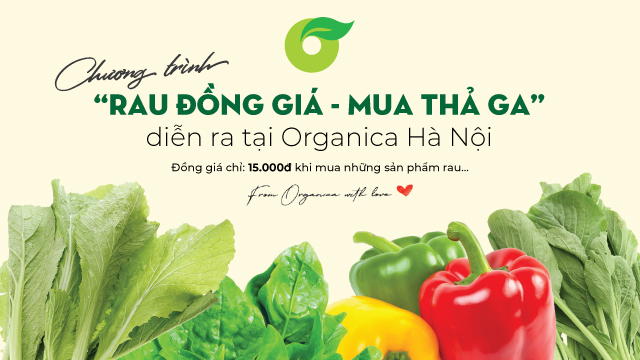 Chương trình
“RAU ĐỒNG GIÁ - MUA THẢ GA”
diễn ra tại Organica Hà Nội
Đồng giá chỉ: 15.000đ khi mua những sản phẩm rau...
From Organica with love